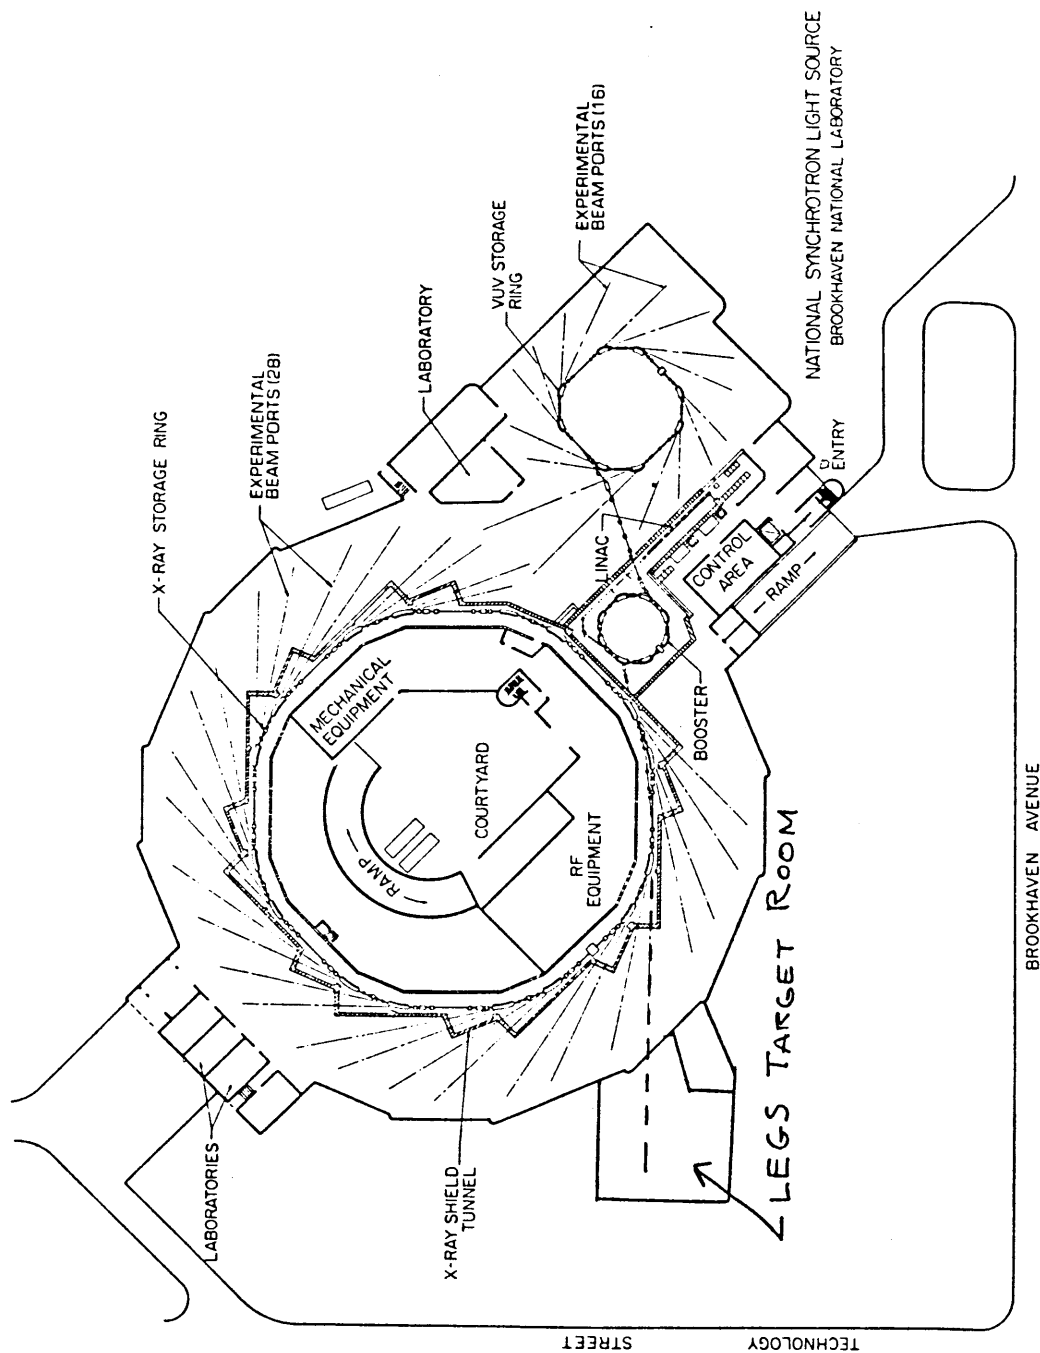 X-RAY STORAGE RING
EXPERIMENTAL
BEAM PORTS (28)
LABORATORY
VUV STORAGE
RING
EXPERIMENTAL
BEAM PORTS (16)
NATIONAL SYNCHROTRON LIGHT SOURCE
BROOKHAVEN NATIONAL LABORATORY
MECHANICAL
EQUIPMENT
LINAC
CONTROL
AREA
ENTRY
RAMP
BOOSTER
COURTYARD
RAMP
RF
EQUIPMENT
LABORATORIES
X-RAY SHIELD
TUNNEL
LEGS TARGET ROOM
BROOKHAVEN AVENUE
TECHNOLOGY STREET